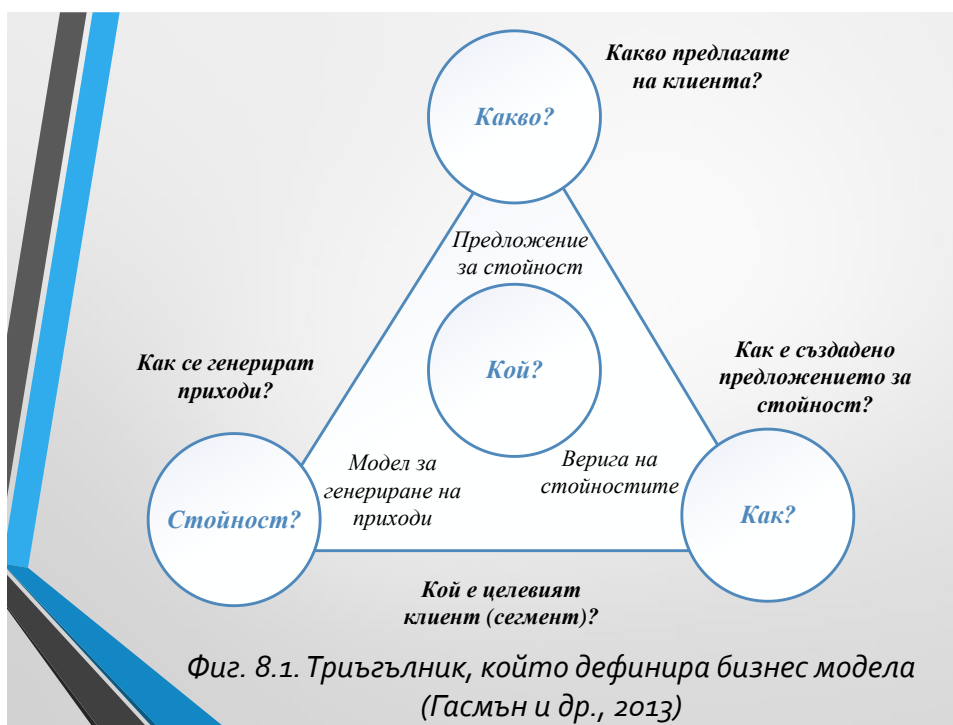 Какво предлагате
на клиента?
Какво?
Предложение
за стойност
Как се генерират
приходи?
Кой?
Как е създадено
предложението за
стойност?
Модел за
генериране на
приходи
Верига на
стойностите
Стойност?
Как?
Кой е целевият
клиент (сегмент)?
Фиг. 8.1. Триъгълник, който дефинира бизнес модела
(Гасмън и др., 2013)